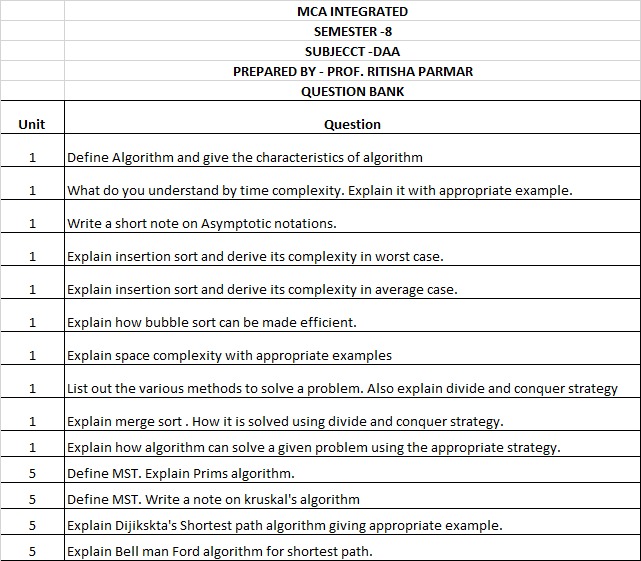 MCA INTEGRATED
SEMESTER -8
SUBJECCT -DAA
PREPARED BY - PROF. RITISHA PARMAR
QUESTION BANK
Unit Question
1 Define Algorithm and give the characteristics of algorithm
1 What do you understand by time complexity. Explain it with appropriate example.
1 Write a short note on Asymptotic notations.
1 Explain insertion sort and derive its complexity in worst case.
1 Explain insertion sort and derive its complexity in average case.
1 Explain how bubble sort can be made efficient.
1 Explain space complexity with appropriate examples
1 List out the various methods to solve a problem. Also explain divide and conquer strategy
1 Explain merge sort . How it is solved using divide and conquer strategy.
1 Explain how algorithm can solve a given problem using the appropriate strategy.
5 Define MST. Explain Prims algorithm.
5 Define MST. Write a note on kruskal's algorithm
5 Explain Dijikskta's Shortest path algorithm giving appropriate example.
5 Explain Bell man Ford algorithm for shortest path.